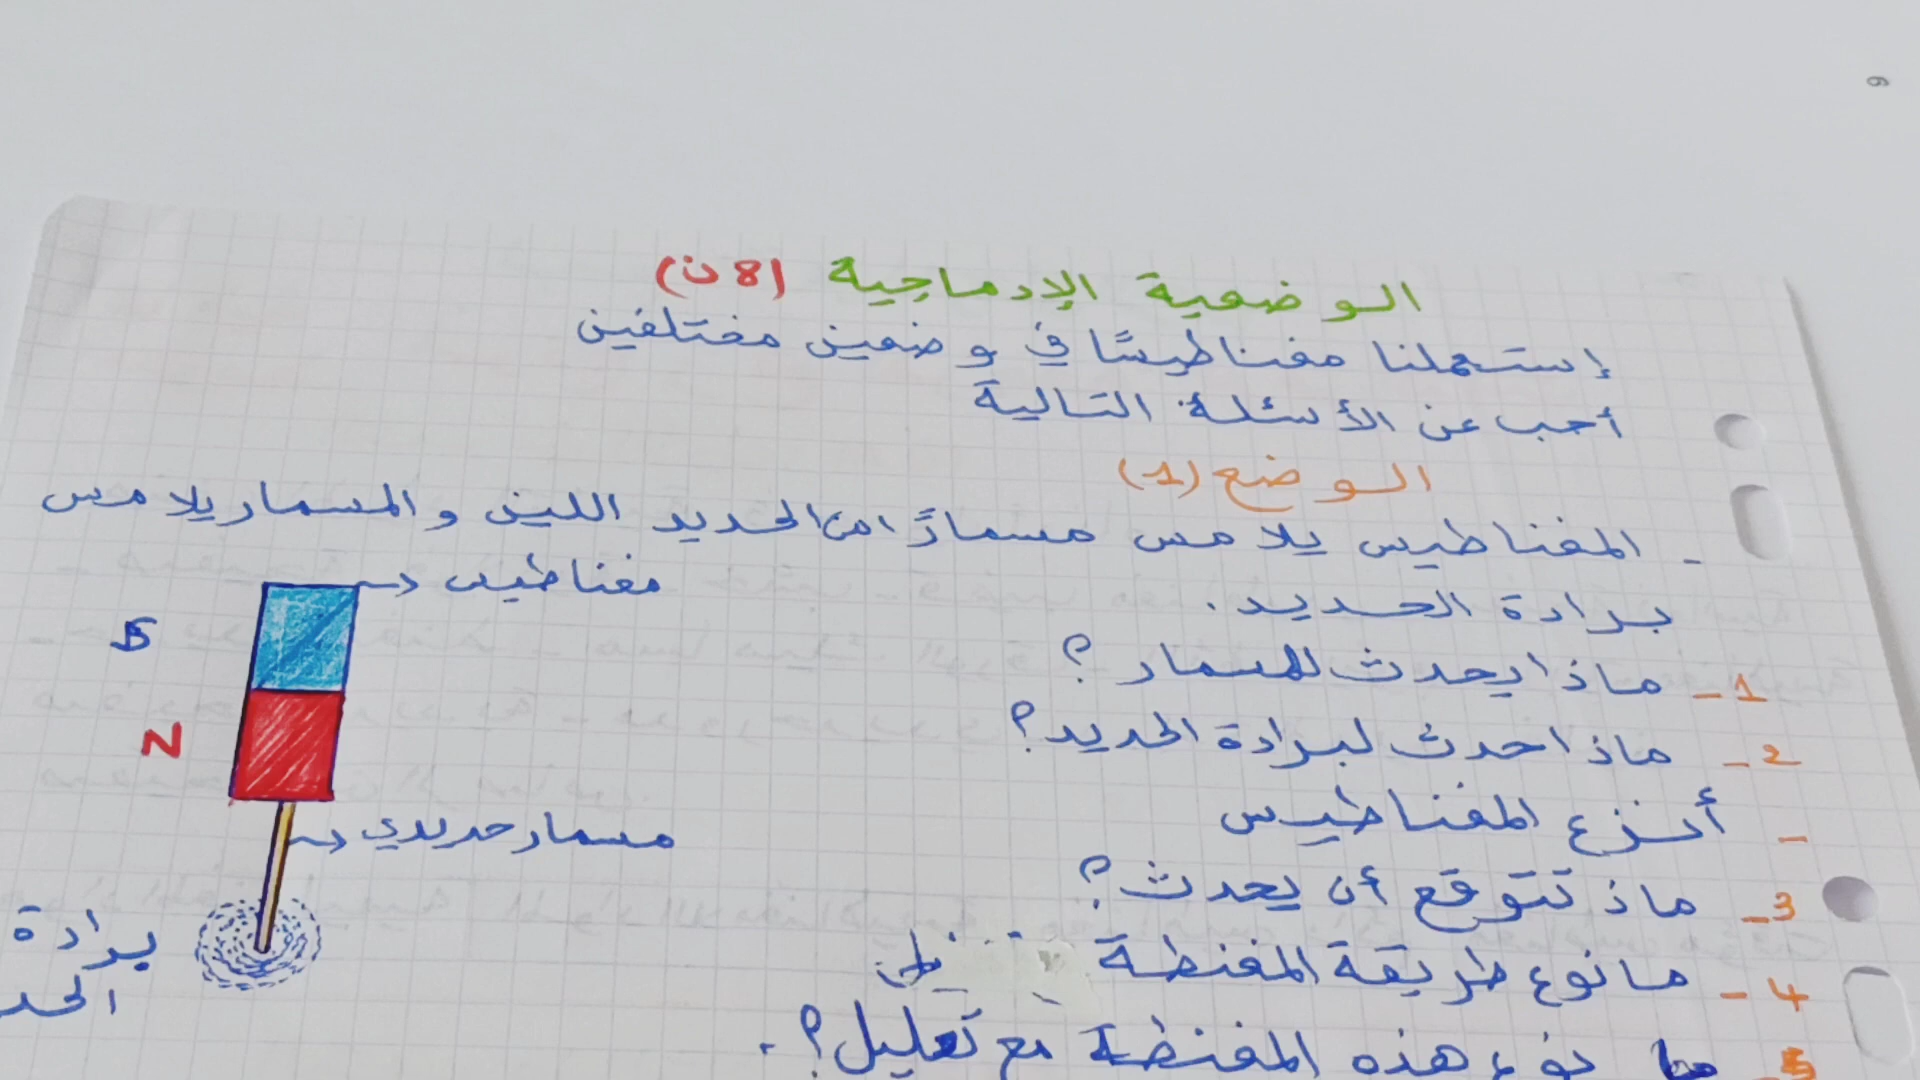 الوضعية الإدماجية (8ن)
إستعملنا مغناطيسًا في وضعين مختلفين
أجب عن الأسئلة التالية
الوضع (1)
- المغناطيس يلامس مسمارًا من الحديد اللين والمسمار يلامس
برادة الحديد.
مغناطيس
S
N
مسمار حديدي
برادة
الحد
1- ماذا يحدث للمسمار؟
2- ماذا حدث لبرادة الحديد؟
- أنزع المغناطيس
3- ماذ تتوقع أن يحدث؟
4- ما نوع طريقة المغنطة
5- ما نوع هذه المغنطة مع تعليل؟.